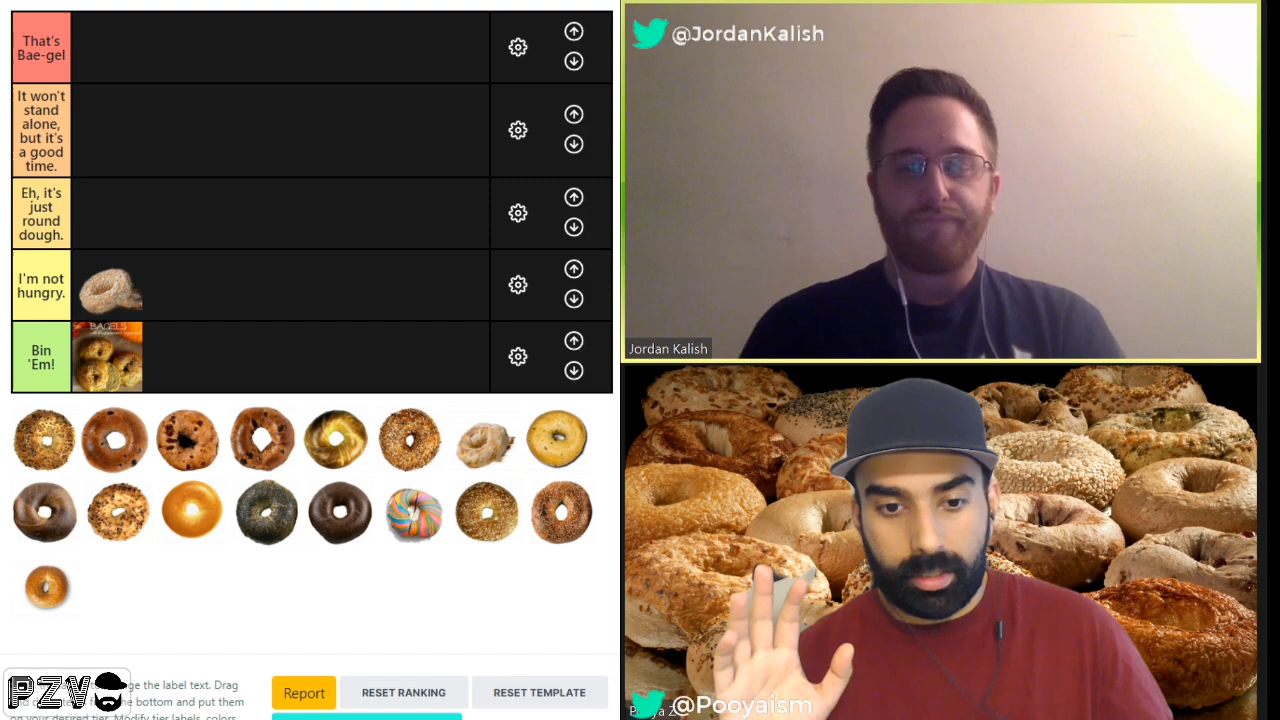 That's
Bae-gel
It won't
stand
alone,
but it's
a good
time.
Eh, it's
just
round
dough.
I'm not
hungry.
Bin
'Em!
BAGELS
@JordanKalish
Jordan Kalish
@Pooyaism
PZV
ge the label text. Drag
the bottom and put them
on your desired tier. Modify tier labels, colors
Report
RESET RANKING
RESET TEMPLATE